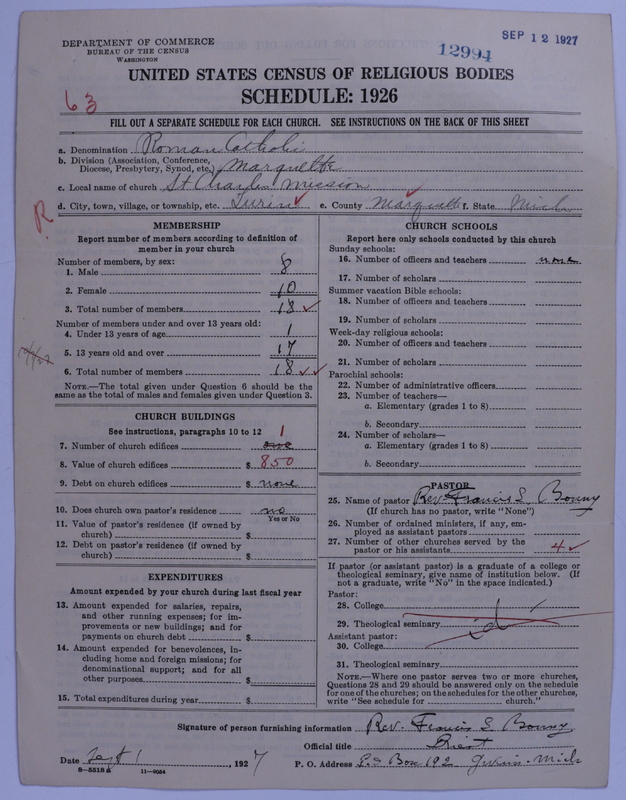 DEPARTMENT OF COMMERCE
BUREAU OF THE CENSUS
WASHINGTON
12994
SEP 12 1927
UNITED STATES CENSUS OF RELIGIOUS BODIES
SCHEDULE: 1926
63
FILL OUT A SEPARATE SCHEDULE FOR EACH CHURCH. SEE INSTRUCTIONS ON THE BACK OF THIS SHEET
a. Denomination Roman Catholic
b. Division (Association, Conference, Diocese, Presbytery, Synod, etc.) Marquette
c. Local name of church St Charles Mission
d. City, town, village, or township, etc. Turin e. County Marquette f. State Mich
R
MEMBERSHIP
Report number of members according to definition of
member in your church
Number of members, by sex:
1. Male 8
2. Female 10
3. Total number of members 18
Number of members under and over 13 years old:
4. Under 13 years of age 1
5. 13 years old and over 17
6. Total number of members 18
NOTE.—The total given under Question 6 should be the
same as the total of males and females given under Question 3.
CHURCH BUILDINGS
See instructions, paragraphs 10 to 12
7. Number of church edifices one 1
8. Value of church edifices $ 850
9. Debt on church edifices $ none
10. Does church own pastor's residence no
Yes or No
11. Value of pastor's residence (if owned by
church) $
12. Debt on pastor's residence (if owned by
church) $
EXPENDITURES
Amount expended by your church during last fiscal year
13. Amount expended for salaries, repairs,
and other running expenses; for im-
provements or new buildings; and for
payments on church debt $
14. Amount expended for benevolences, in-
cluding home and foreign missions; for
denominational support; and for all
other purposes $
15. Total expenditures during year $
CHURCH SCHOOLS
Report here only schools conducted by this church
Sunday schools:
16. Number of officers and teachers none
17. Number of scholars
Summer vacation Bible schools:
18. Number of officers and teachers
19. Number of scholars
Week-day religious schools:
20. Number of officers and teachers
21. Number of scholars
Parochial schools:
22. Number of administrative officers
23. Number of teachers—
a. Elementary (grades 1 to 8)
b. Secondary
24. Number of scholars—
a. Elementary (grades 1 to 8)
b. Secondary
PASTOR
25. Name of pastor Rev. Francis S. Bonny
(If church has no pastor, write "None")
26. Number of ordained ministers, if any, em-
ployed as assistant pastors
27. Number of other churches served by the
pastor or his assistants 4
If pastor (or assistant pastor) is a graduate of a college or
theological seminary, give name of institution below. (If
not a graduate, write "No" in the space indicated.)
Pastor:
28. College
29. Theological seminary
Assistant pastor:
30. College
31. Theological seminary
NOTE.—Where one pastor serves two or more churches,
Questions 28 and 29 should be answered only on the schedule
for one of the churches; on the schedules for the other churches,
write "See schedule for church."
Signature of person furnishing information Rev. Francis S Bonny
Official title Priest
Date Sept 1, 1927 P. O. Address P.O Box 192 Gwinn - Mich
8-5518a 11-9054